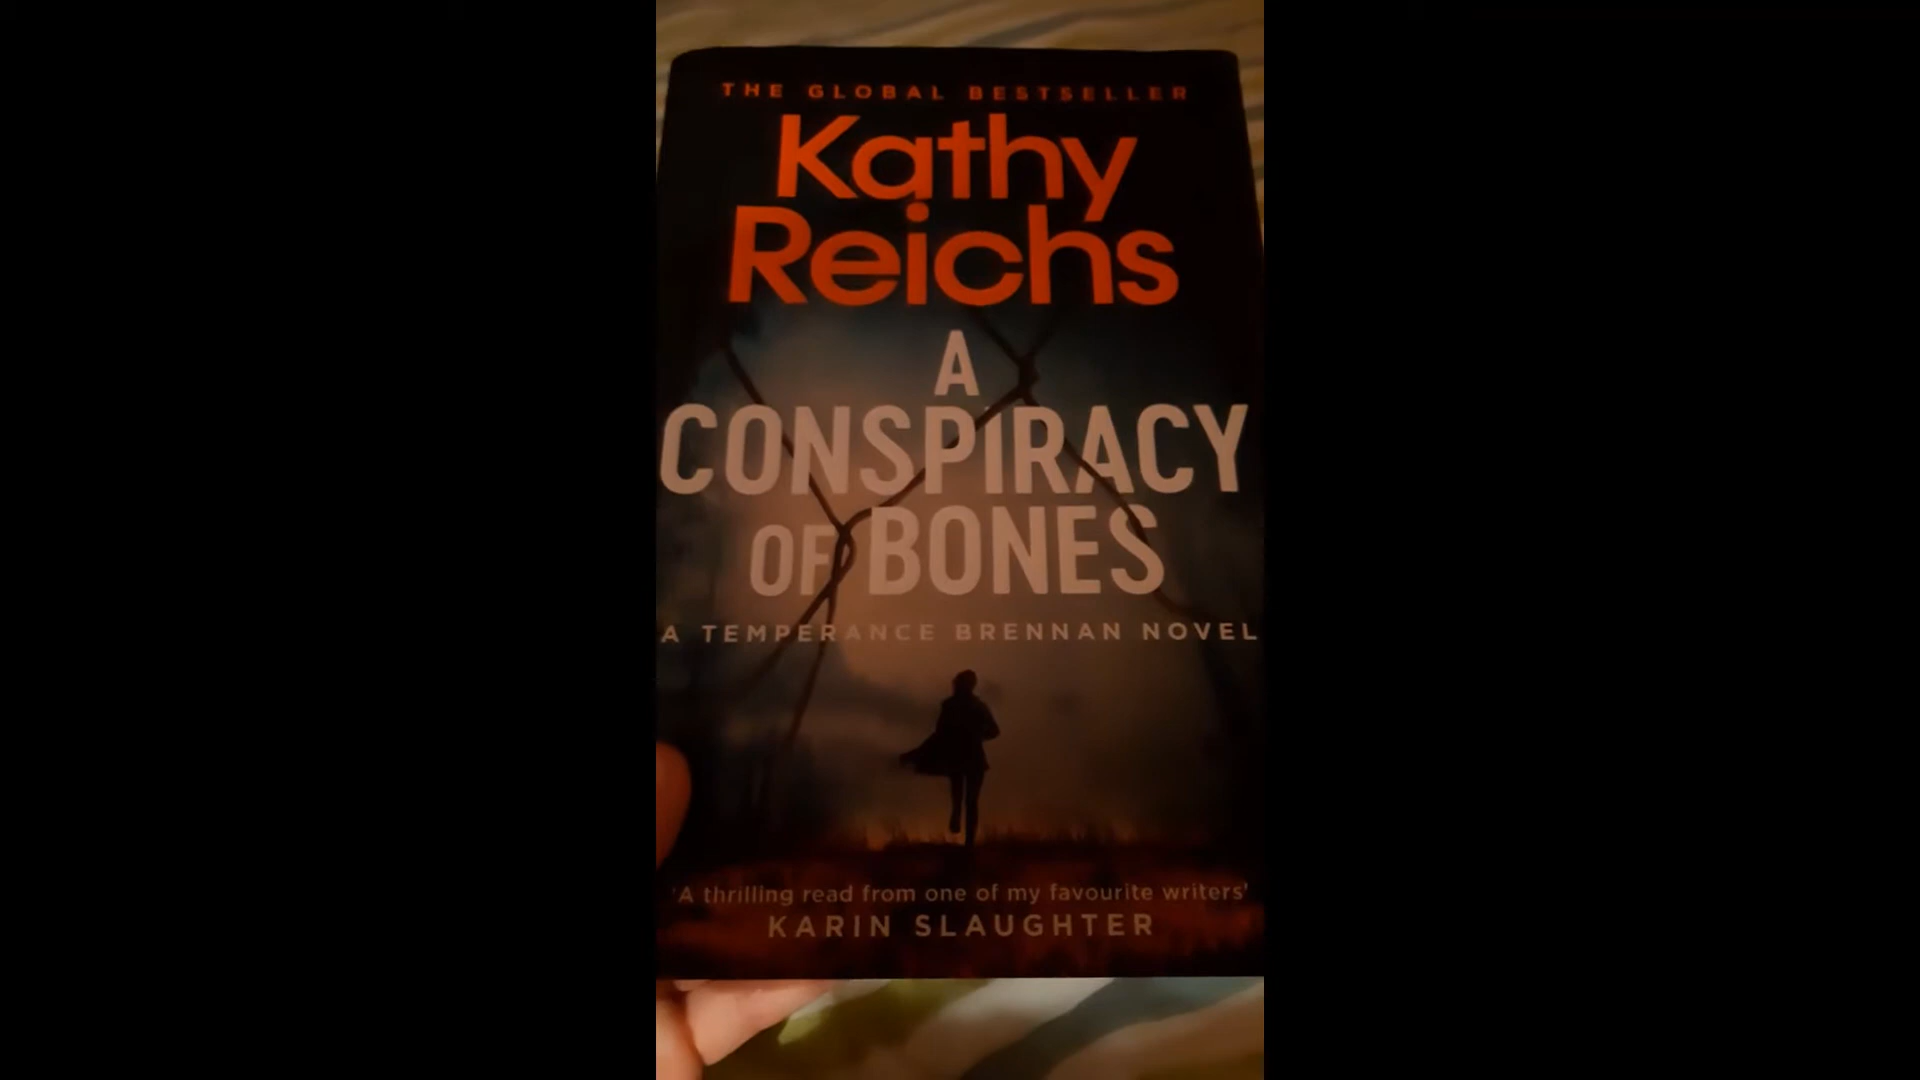 THE GLOBAL BESTSELLER
Kathy
Reichs
A
CONSPIRACY
OF BONES
A TEMPERANCE BRENNAN NOVEL
'A thrilling read from one of my favourite writers'
KARIN SLAUGHTER